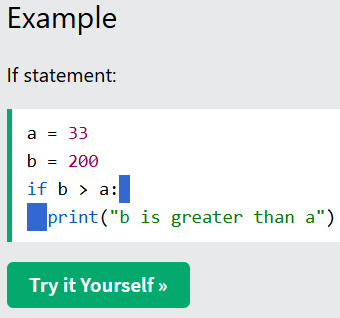 Example
If statement:
a = 33
b = 200
if b > a:
  print("b is greater than a")
Try it Yourself »